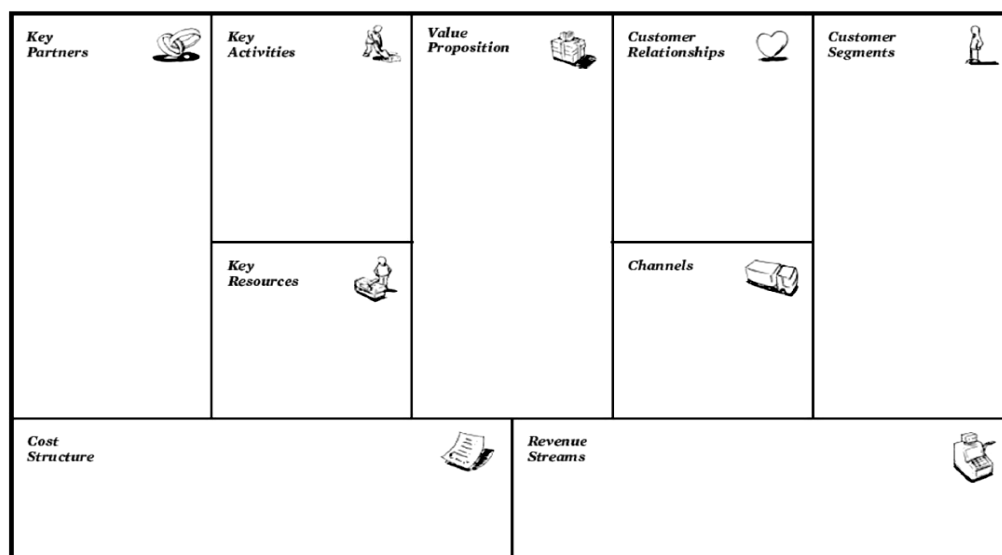 Key
Partners
Key
Activities
Value
Proposition
Customer
Relationships
Customer
Segments
Key
Resources
Channels
Cost
Structure
Revenue
Streams